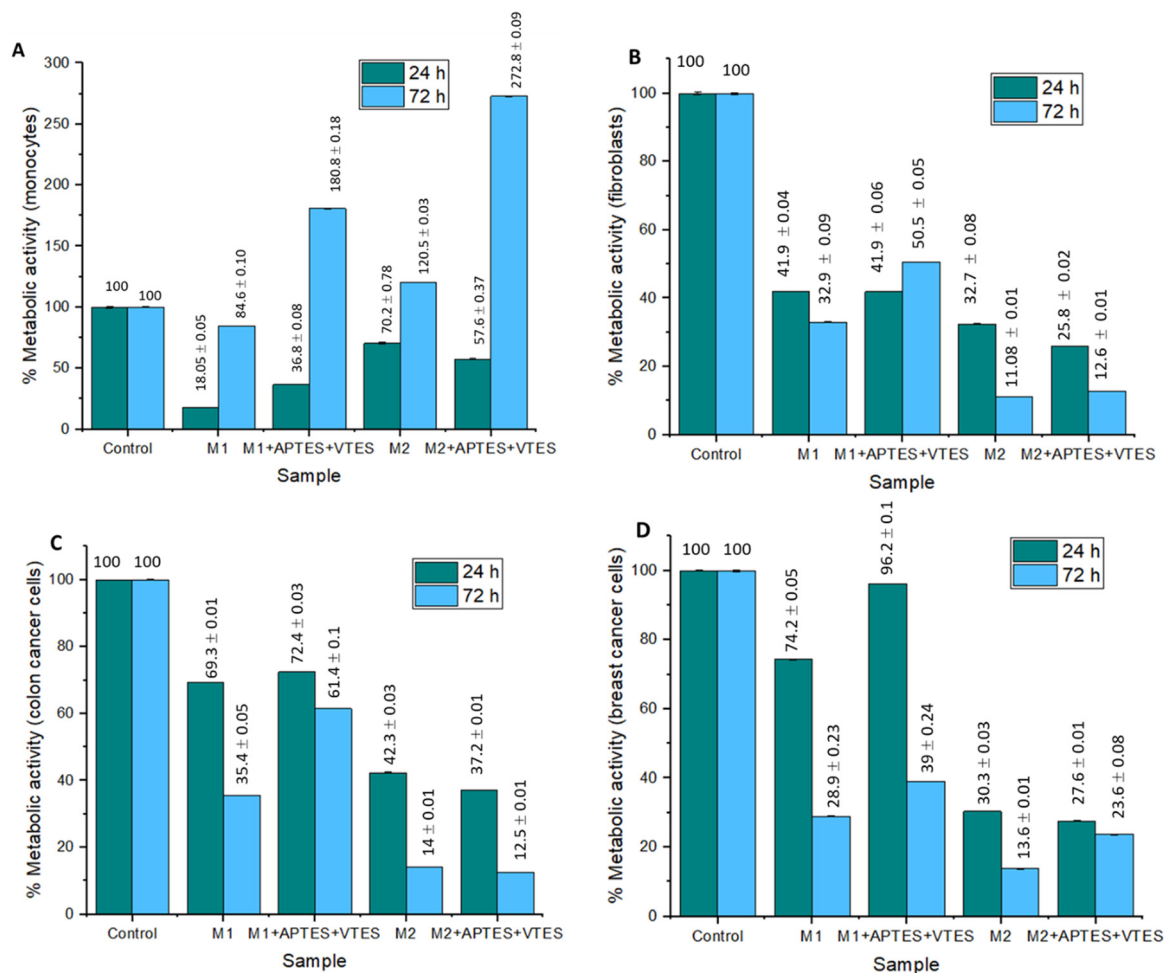 A
% Metabolic activity (monocytes)
300
250
200
150
100
50
0
24 h
72 h
100
100
18.05 ± 0.05
84.6 ± 0.10
36.8 ± 0.08
180.8 ± 0.18
70.2 ± 0.78
120.5 ± 0.03
57.6 ± 0.37
272.8 ± 0.09
Control
M1
M1+APTES+VTES
M2
M2+APTES+VTES
Sample
B
% Metabolic activity (fibroblasts)
100
80
60
40
20
0
24 h
72 h
100
100
41.9 ± 0.04
32.9 ± 0.09
41.9 ± 0.06
50.5 ± 0.05
32.7 ± 0.08
11.08 ± 0.01
25.8 ± 0.02
12.6 ± 0.01
Control
M1
M1+APTES+VTES
M2
M2+APTES+VTES
Sample
C
% Metabolic activity (colon cancer cells)
100
80
60
40
20
0
24 h
72 h
100
100
69.3 ± 0.01
35.4 ± 0.05
72.4 ± 0.03
61.4 ± 0.1
42.3 ± 0.03
14 ± 0.01
37.2 ± 0.01
12.5 ± 0.01
Control
M1
M1+APTES+VTES
M2
M2+APTES+VTES
Sample
D
% Metabolic activity (breast cancer cells)
100
80
60
40
20
0
24 h
72 h
100
100
74.2 ± 0.05
28.9 ± 0.23
96.2 ± 0.1
39 ± 0.24
30.3 ± 0.03
13.6 ± 0.01
27.6 ± 0.01
23.6 ± 0.08
Control
M1
M1+APTES+VTES
M2
M2+APTES+VTES
Sample